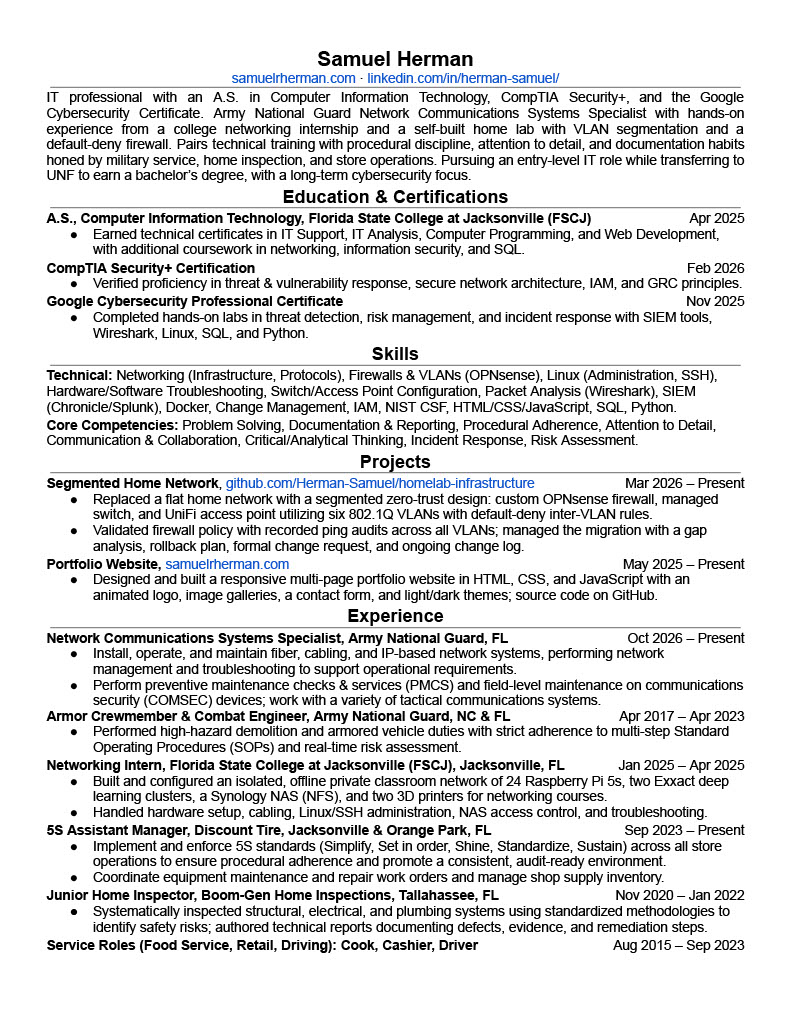 Samuel Herman
samuelrherman.com · linkedin.com/in/herman-samuel/
IT professional with an A.S. in Computer Information Technology, CompTIA Security+, and the Google
Cybersecurity Certificate. Army National Guard Network Communications Systems Specialist with hands-on
experience from a college networking internship and a self-built home lab with VLAN segmentation and a
default-deny firewall. Pairs technical training with procedural discipline, attention to detail, and documentation habits
honed by military service, home inspection, and store operations. Pursuing an entry-level IT role while transferring to
UNF to earn a bachelor’s degree, with a long-term cybersecurity focus.
Education & Certifications
A.S., Computer Information Technology, Florida State College at Jacksonville (FSCJ) Apr 2025
● Earned technical certificates in IT Support, IT Analysis, Computer Programming, and Web Development,
with additional coursework in networking, information security, and SQL.
CompTIA Security+ Certification Feb 2026
● Verified proficiency in threat & vulnerability response, secure network architecture, IAM, and GRC principles.
Google Cybersecurity Professional Certificate Nov 2025
● Completed hands-on labs in threat detection, risk management, and incident response with SIEM tools,
Wireshark, Linux, SQL, and Python.
Skills
Technical: Networking (Infrastructure, Protocols), Firewalls & VLANs (OPNsense), Linux (Administration, SSH),
Hardware/Software Troubleshooting, Switch/Access Point Configuration, Packet Analysis (Wireshark), SIEM
(Chronicle/Splunk), Docker, Change Management, IAM, NIST CSF, HTML/CSS/JavaScript, SQL, Python.
Core Competencies: Problem Solving, Documentation & Reporting, Procedural Adherence, Attention to Detail,
Communication & Collaboration, Critical/Analytical Thinking, Incident Response, Risk Assessment.
Projects
Segmented Home Network, github.com/Herman-Samuel/homelab-infrastructure Mar 2026 – Present
● Replaced a flat home network with a segmented zero-trust design: custom OPNsense firewall, managed
switch, and UniFi access point utilizing six 802.1Q VLANs with default-deny inter-VLAN rules.
● Validated firewall policy with recorded ping audits across all VLANs; managed the migration with a gap
analysis, rollback plan, formal change request, and ongoing change log.
Portfolio Website, samuelrherman.com May 2025 – Present
● Designed and built a responsive multi-page portfolio website in HTML, CSS, and JavaScript with an
animated logo, image galleries, a contact form, and light/dark themes; source code on GitHub.
Experience
Network Communications Systems Specialist, Army National Guard, FL Oct 2026 – Present
● Install, operate, and maintain fiber, cabling, and IP-based network systems, performing network
management and troubleshooting to support operational requirements.
● Perform preventive maintenance checks & services (PMCS) and field-level maintenance on communications
security (COMSEC) devices; work with a variety of tactical communications systems.
Armor Crewmember & Combat Engineer, Army National Guard, NC & FL Apr 2017 – Apr 2023
● Performed high-hazard demolition and armored vehicle duties with strict adherence to multi-step Standard
Operating Procedures (SOPs) and real-time risk assessment.
Networking Intern, Florida State College at Jacksonville (FSCJ), Jacksonville, FL Jan 2025 – Apr 2025
● Built and configured an isolated, offline private classroom network of 24 Raspberry Pi 5s, two Exxact deep
learning clusters, a Synology NAS (NFS), and two 3D printers for networking courses.
● Handled hardware setup, cabling, Linux/SSH administration, NAS access control, and troubleshooting.
5S Assistant Manager, Discount Tire, Jacksonville & Orange Park, FL Sep 2023 – Present
● Implement and enforce 5S standards (Simplify, Set in order, Shine, Standardize, Sustain) across all store
operations to ensure procedural adherence and promote a consistent, audit-ready environment.
● Coordinate equipment maintenance and repair work orders and manage shop supply inventory.
Junior Home Inspector, Boom-Gen Home Inspections, Tallahassee, FL Nov 2020 – Jan 2022
● Systematically inspected structural, electrical, and plumbing systems using standardized methodologies to
identify safety risks; authored technical reports documenting defects, evidence, and remediation steps.
Service Roles (Food Service, Retail, Driving): Cook, Cashier, Driver Aug 2015 – Sep 2023